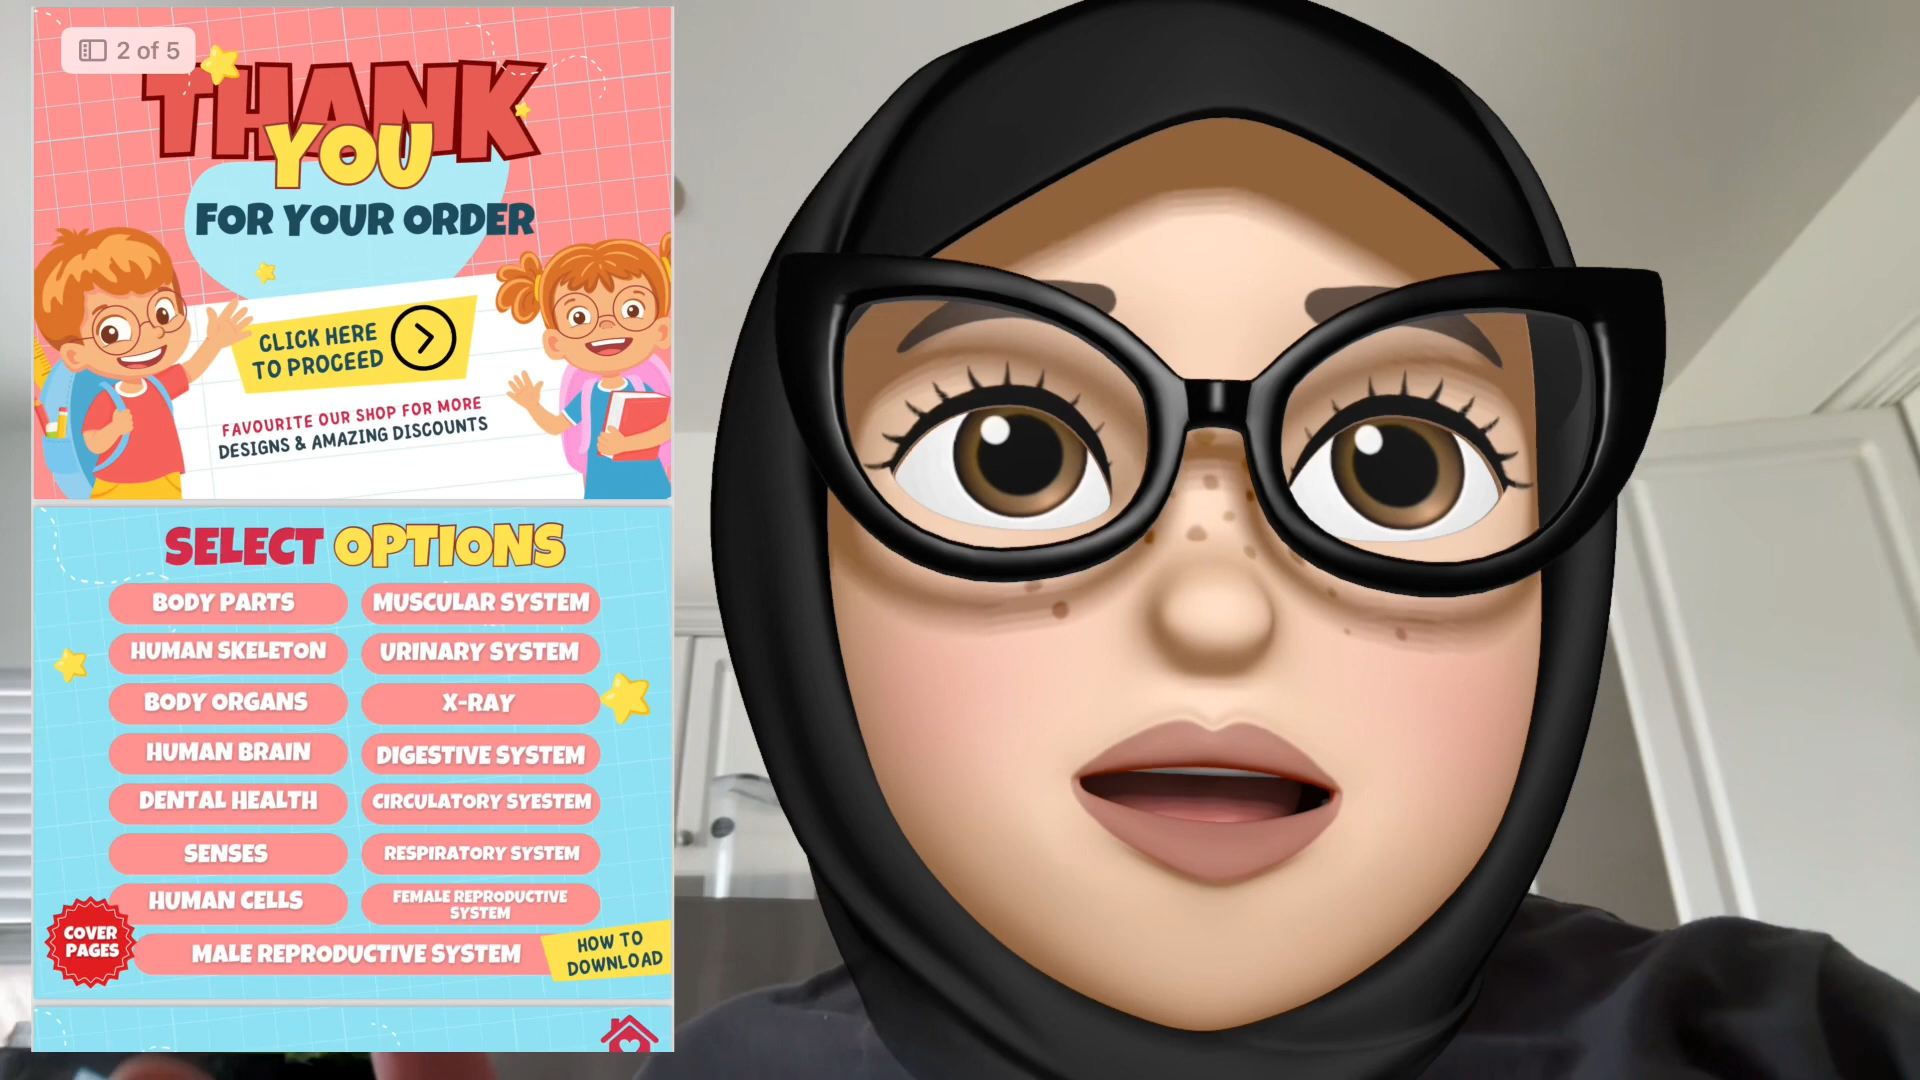 2 of 5
THANK
YOU
FOR YOUR ORDER
CLICK HERE
TO PROCEED
FAVOURITE OUR SHOP FOR MORE
DESIGNS & AMAZING DISCOUNTS
SELECT OPTIONS
BODY PARTS
MUSCULAR SYSTEM
HUMAN SKELETON
URINARY SYSTEM
BODY ORGANS
X-RAY
HUMAN BRAIN
DIGESTIVE SYSTEM
DENTAL HEALTH
CIRCULATORY SYESTEM
SENSES
RESPIRATORY SYSTEM
HUMAN CELLS
FEMALE REPRODUCTIVE
SYSTEM
COVER
PAGES
MALE REPRODUCTIVE SYSTEM
HOW TO
DOWNLOAD